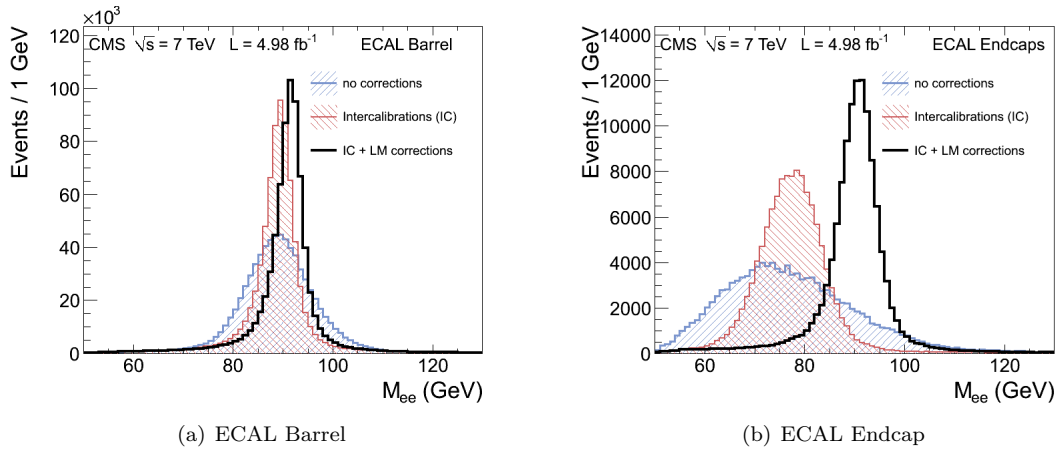 ×10³
120
100
80
60
40
20
0
Events / 1 GeV
CMS √s = 7 TeV L = 4.98 fb⁻¹ ECAL Barrel
no corrections
Intercalibrations (IC)
IC + LM corrections
60 80 100 120
M_ee (GeV)
(a) ECAL Barrel
14000
12000
10000
8000
6000
4000
2000
0
Events / 1 GeV
CMS √s = 7 TeV L = 4.98 fb⁻¹ ECAL Endcaps
no corrections
Intercalibrations (IC)
IC + LM corrections
60 80 100 120
M_ee (GeV)
(b) ECAL Endcap